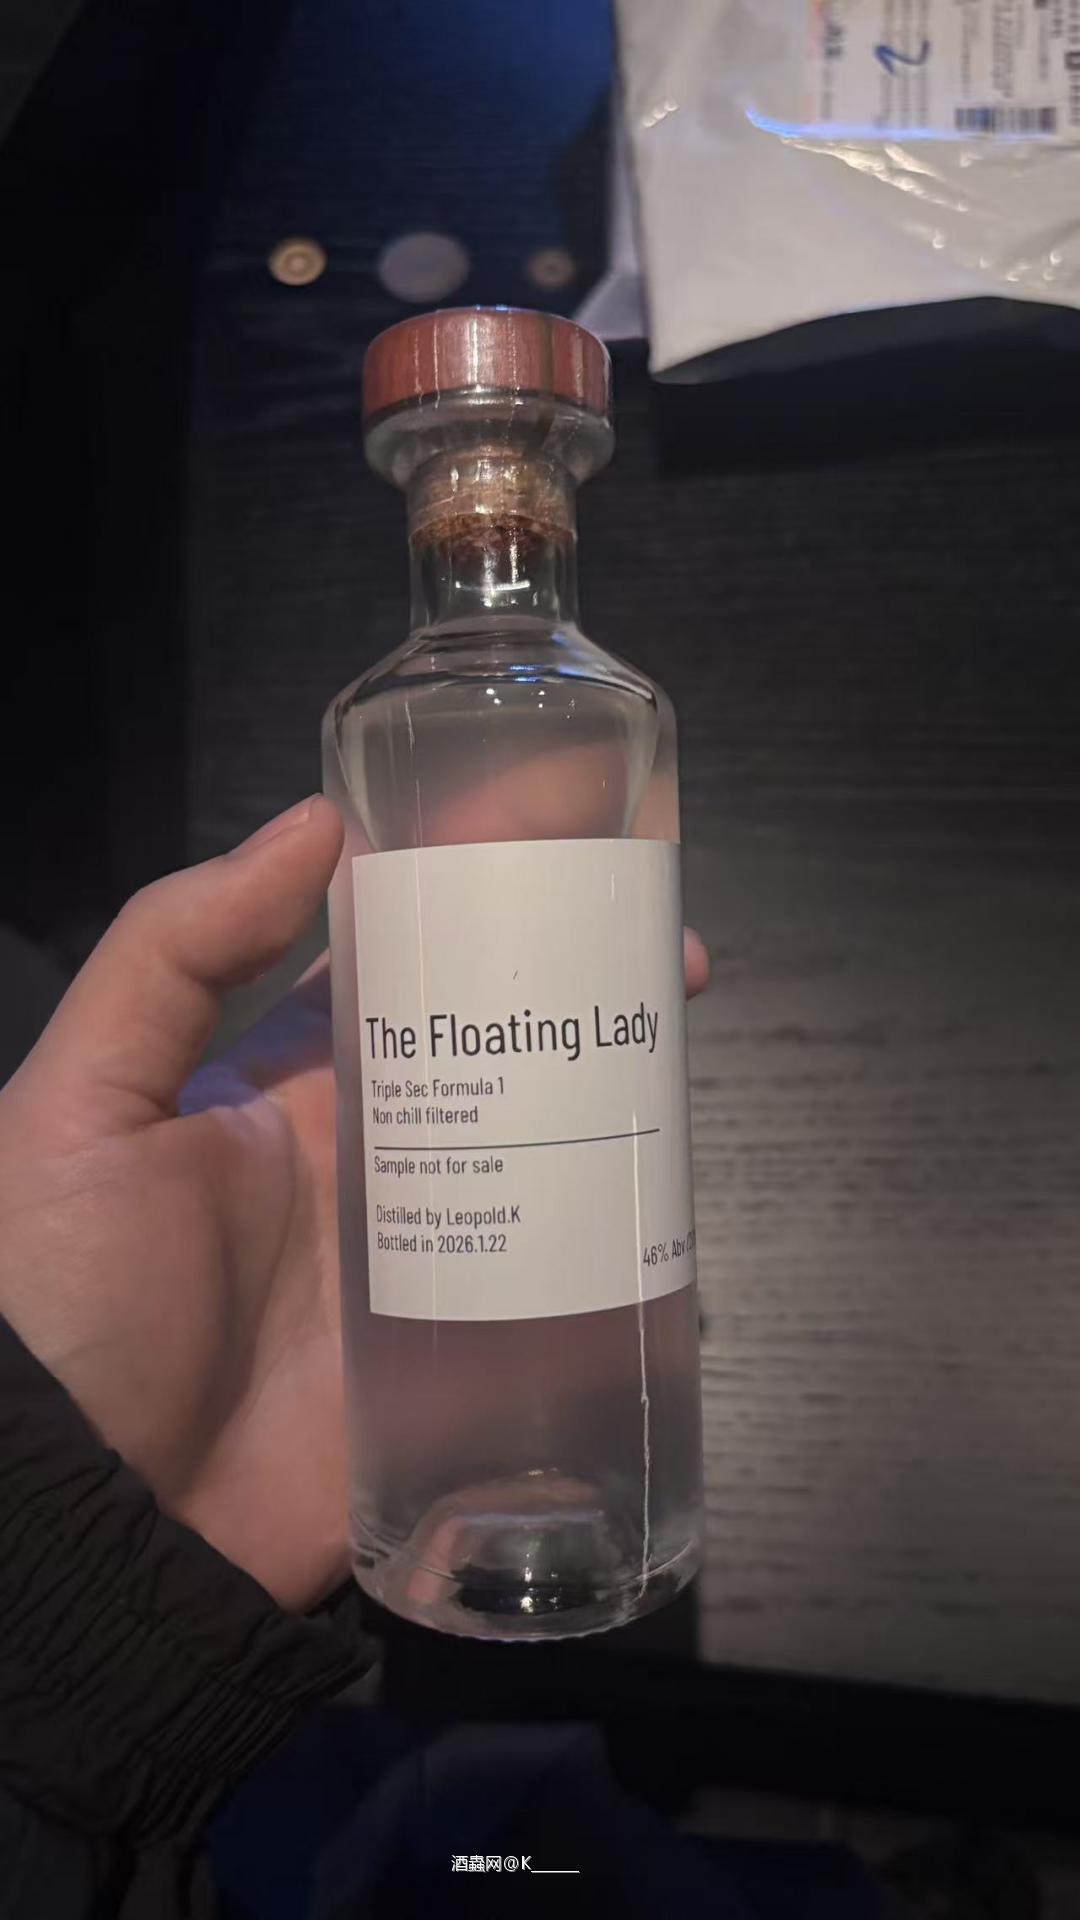 2
The Floating Lady
Triple Sec Formula 1
Non chill filtered
Sample not for sale
Distilled by Leopold.K
Bottled in 2026.1.22
46% Abv
酒蟲网@K_____